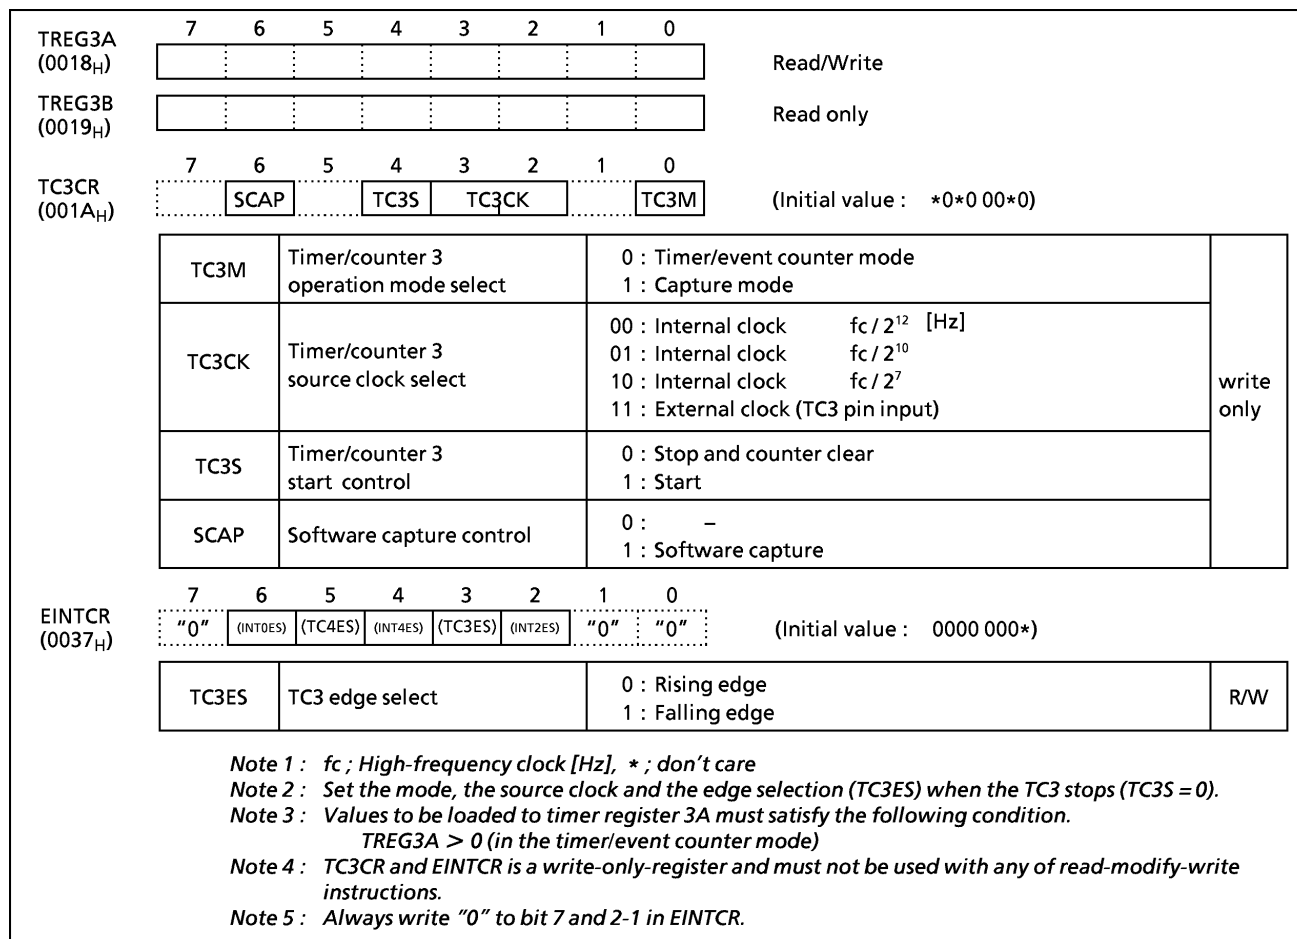 7 6 5 4 3 2 1 0
TREG3A
(0018H) Read/Write
TREG3B
(0019H) Read only
7 6 5 4 3 2 1 0
TC3CR
(001AH) SCAP TC3S TC3CK TC3M (Initial value : *0*0 00*0)
TC3M Timer/counter 3
operation mode select
0 : Timer/event counter mode
1 : Capture mode
TC3CK Timer/counter 3
source clock select
00 : Internal clock fc / 2¹² [Hz]
01 : Internal clock fc / 2¹⁰
10 : Internal clock fc / 2⁷
11 : External clock (TC3 pin input)
TC3S Timer/counter 3
start control
0 : Stop and counter clear
1 : Start
SCAP Software capture control
0 : –
1 : Software capture
write
only
7 6 5 4 3 2 1 0
EINTCR
(0037H) "0" (INT0ES) (TC4ES) (INT4ES) (TC3ES) (INT2ES) "0" "0" (Initial value : 0000 000*)
TC3ES TC3 edge select
0 : Rising edge
1 : Falling edge
R/W
Note 1 : fc ; High-frequency clock [Hz], * ; don't care
Note 2 : Set the mode, the source clock and the edge selection (TC3ES) when the TC3 stops (TC3S = 0).
Note 3 : Values to be loaded to timer register 3A must satisfy the following condition.
TREG3A > 0 (in the timer/event counter mode)
Note 4 : TC3CR and EINTCR is a write-only-register and must not be used with any of read-modify-write
instructions.
Note 5 : Always write "0" to bit 7 and 2-1 in EINTCR.